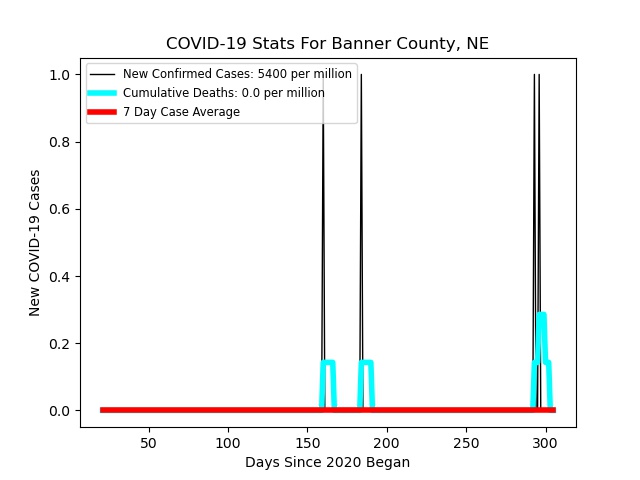 COVID-19 Stats For Banner County, NE
New Confirmed Cases: 5400 per million
Cumulative Deaths: 0.0 per million
7 Day Case Average
New COVID-19 Cases
1.0
0.8
0.6
0.4
0.2
0.0
50 100 150 200 250 300
Days Since 2020 Began